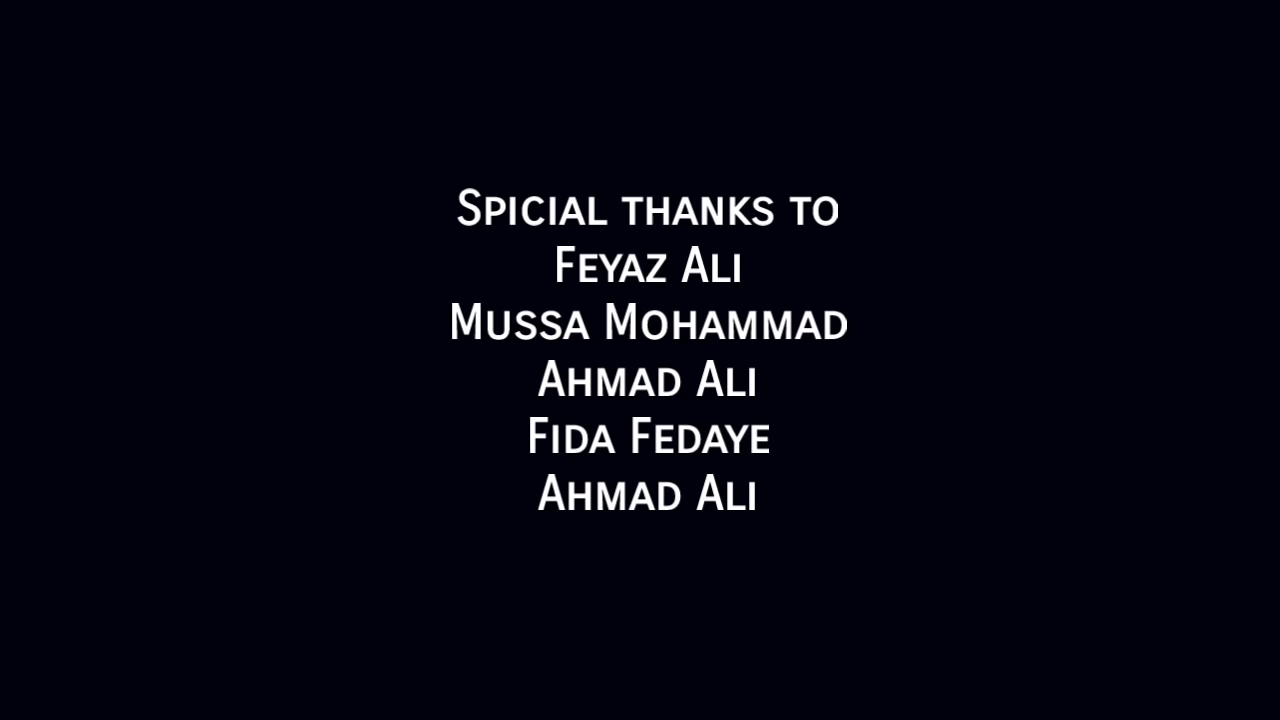 Spicial thanks to
Feyaz Ali
Mussa Mohammad
Ahmad Ali
Fida Fedaye
Ahmad Ali